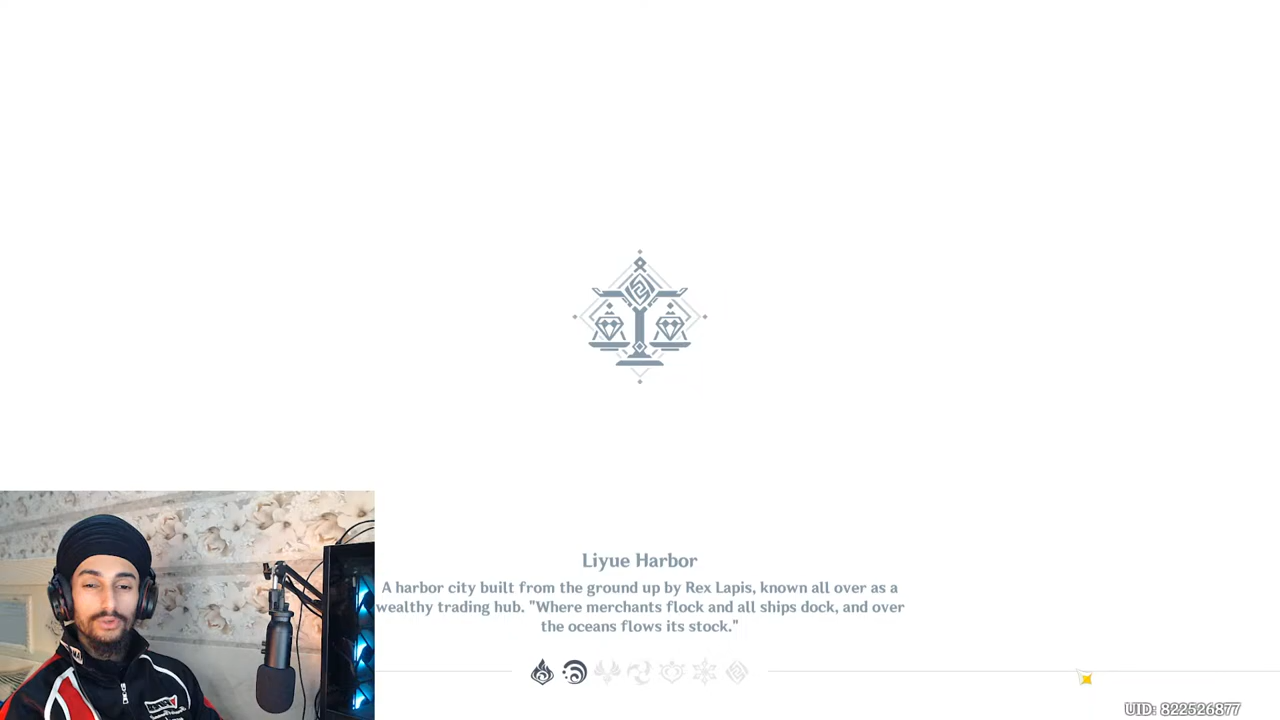 Liyue Harbor
A harbor city built from the ground up by Rex Lapis, known all over as a
wealthy trading hub. "Where merchants flock and all ships dock, and over
the oceans flows its stock."
UID: 822526877